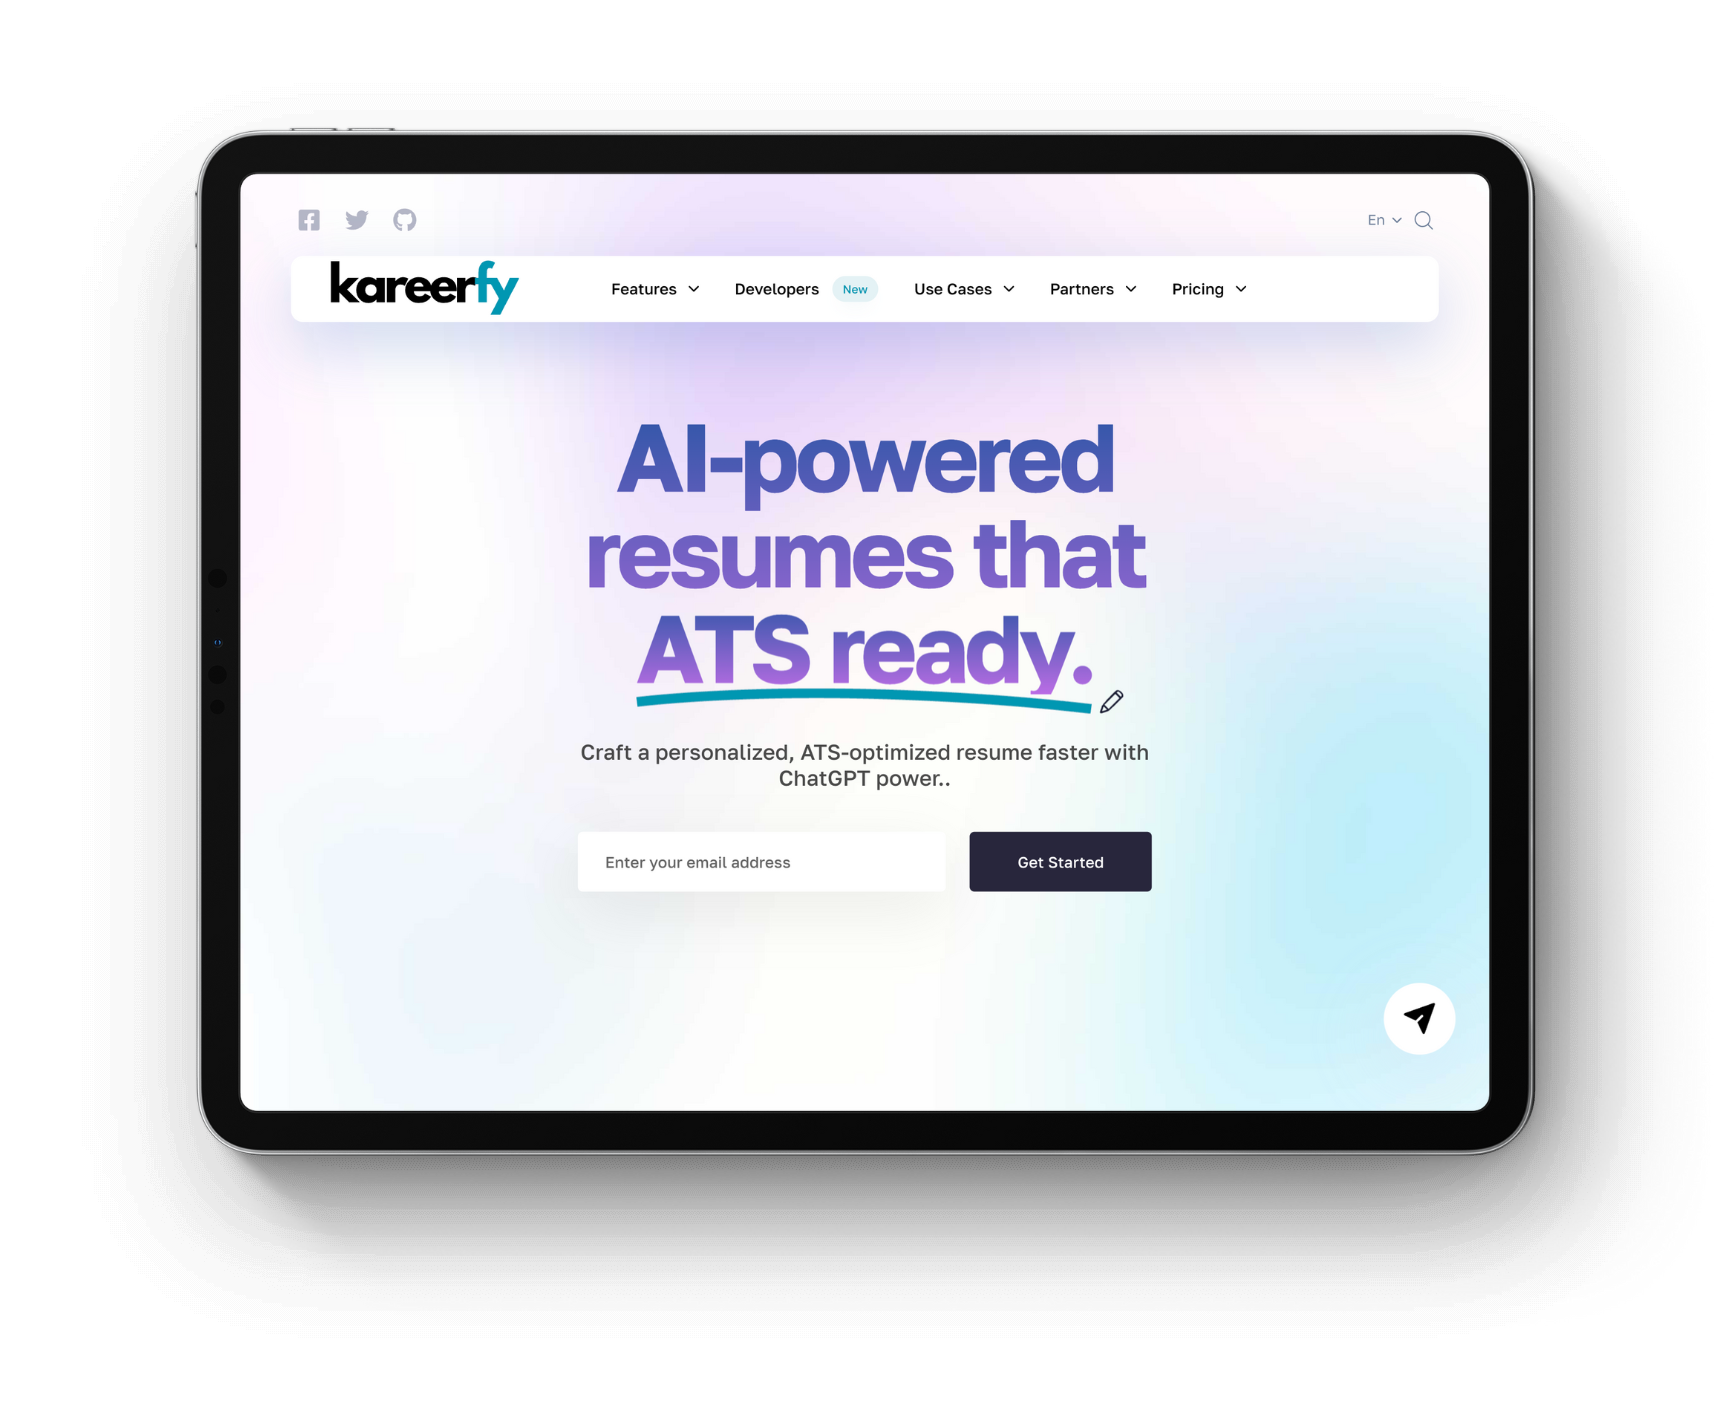 En
kareerfy
Features Developers New Use Cases Partners Pricing
AI-powered
resumes that
ATS ready.
Craft a personalized, ATS-optimized resume faster with
ChatGPT power..
Enter your email address Get Started